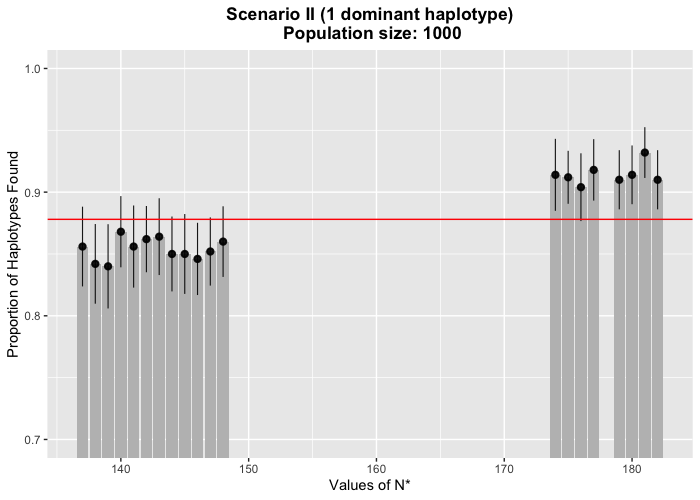 Scenario II (1 dominant haplotype)
Population size: 1000
Proportion of Haplotypes Found
1.0
0.9
0.8
0.7
140 150 160 170 180
Values of N*